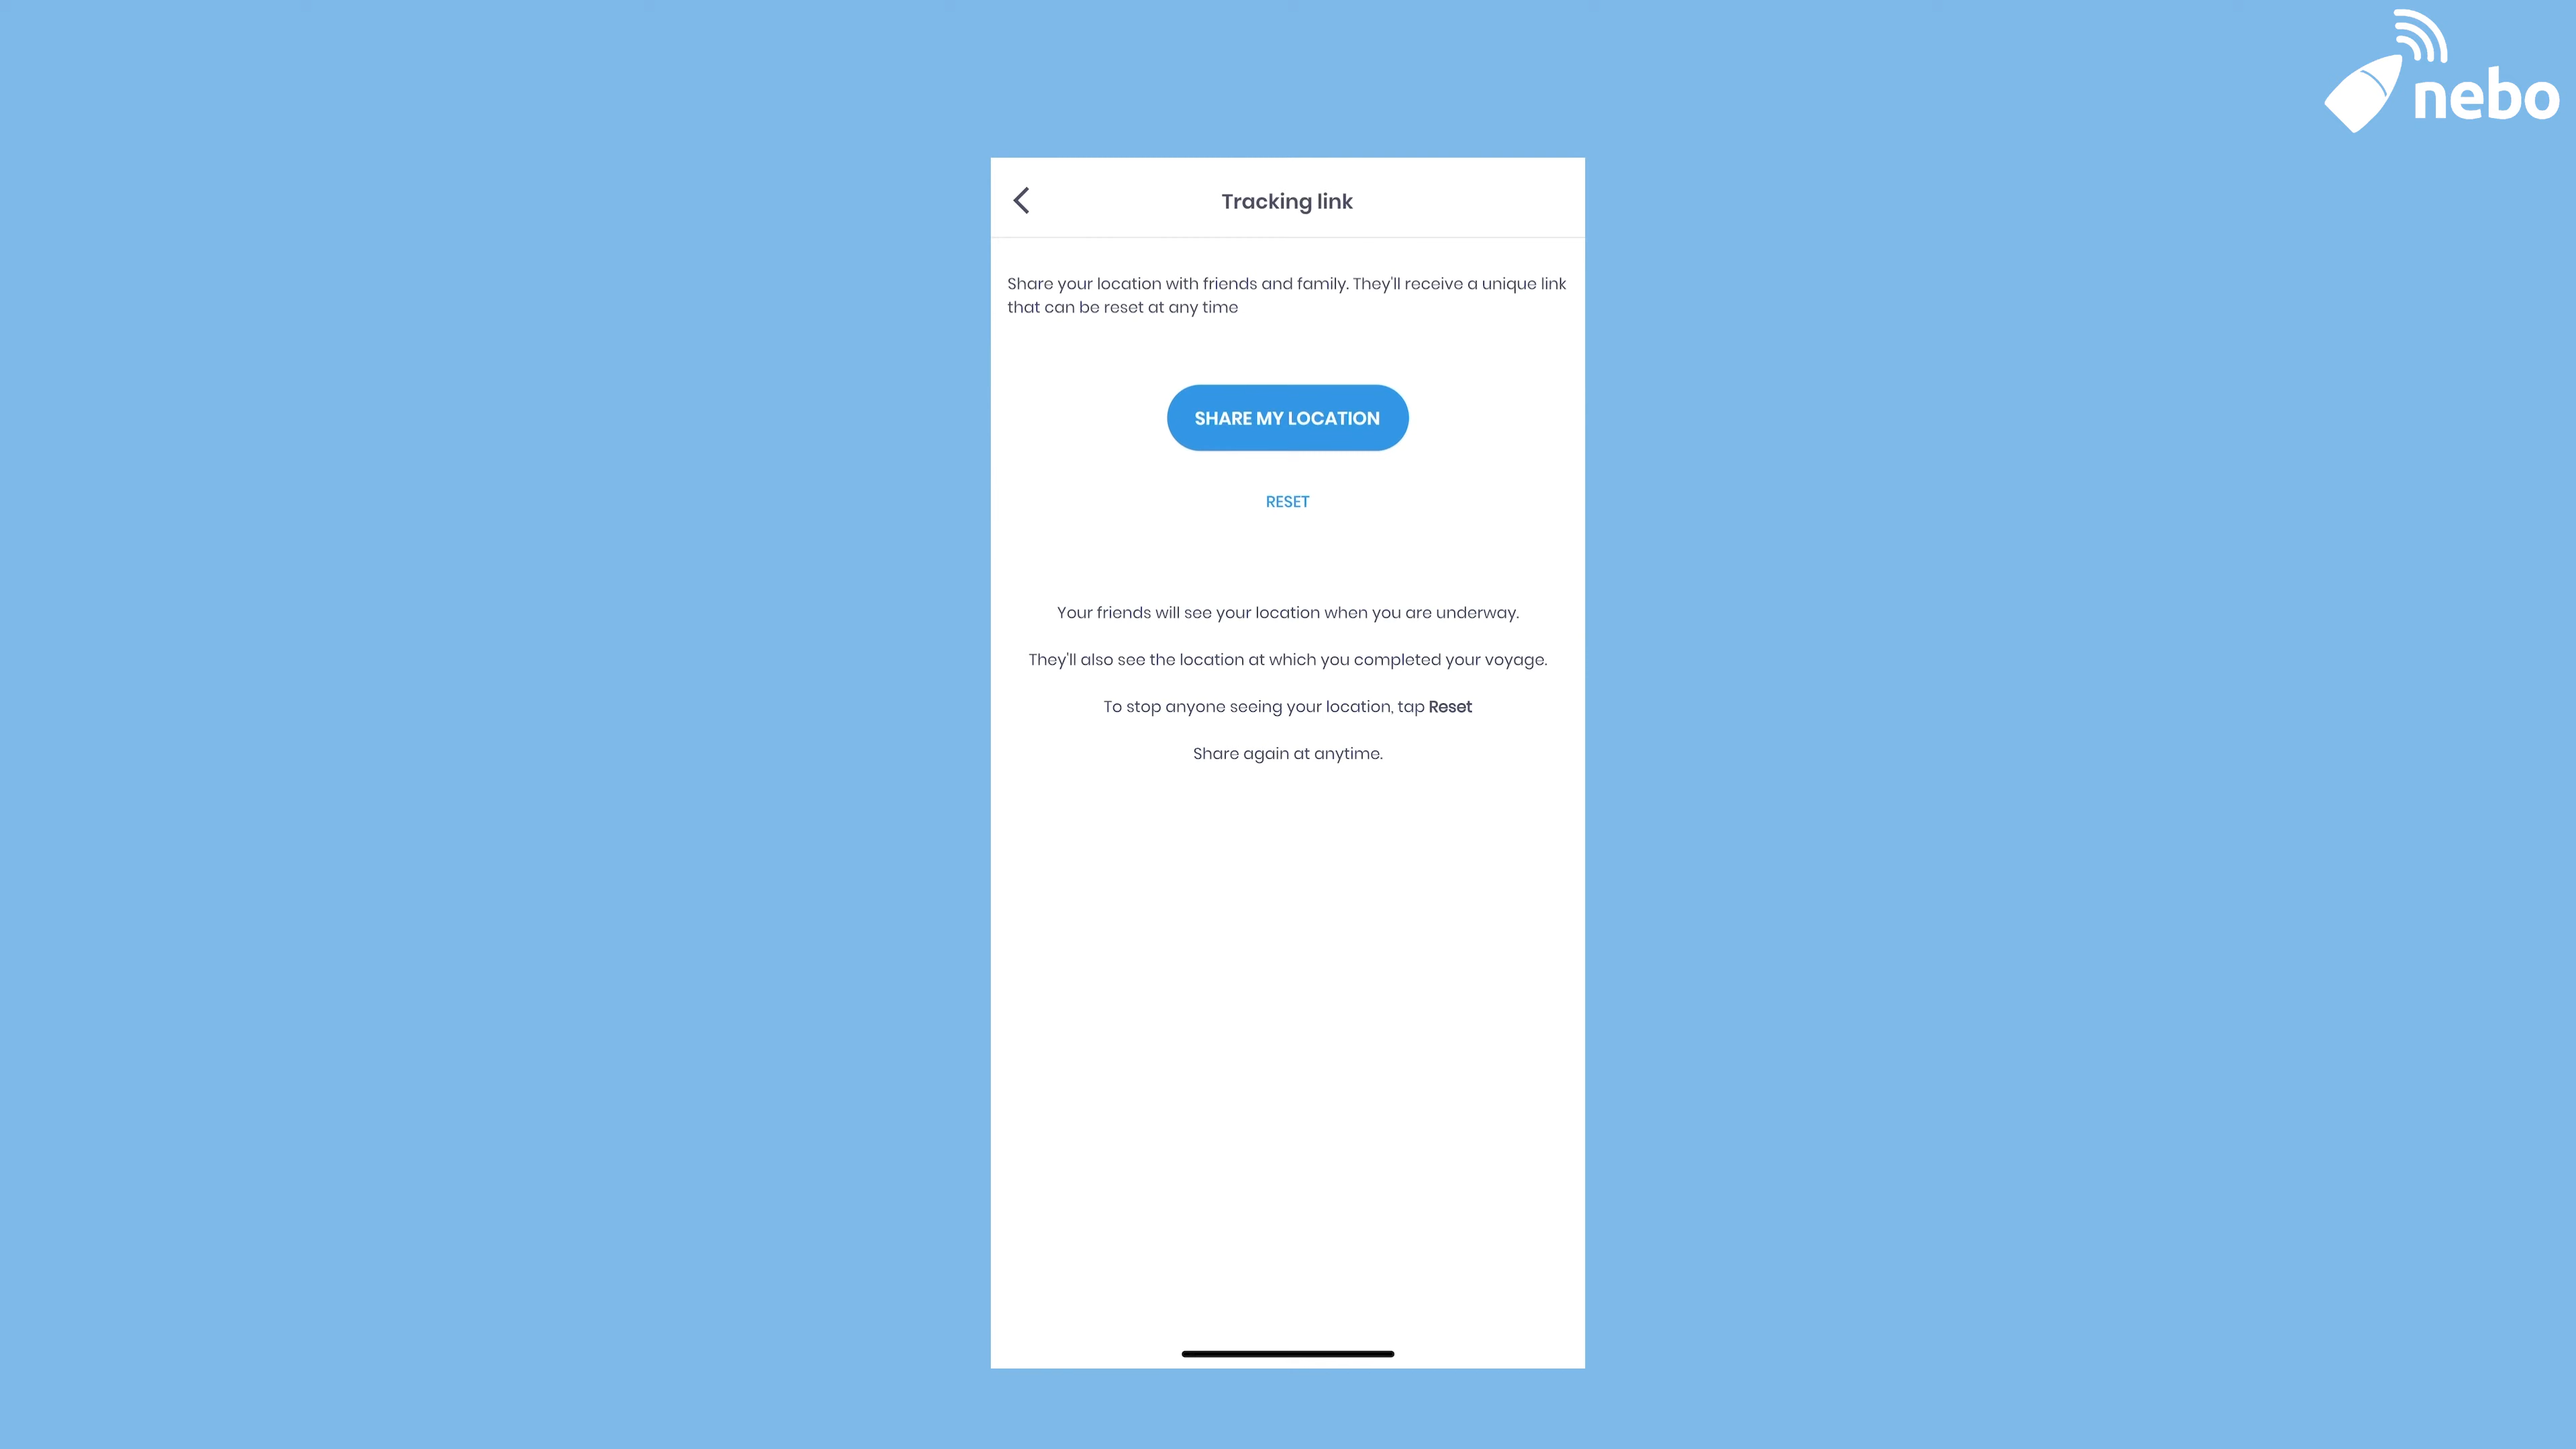 nebo
Tracking link
Share your location with friends and family. They'll receive a unique link
that can be reset at any time
SHARE MY LOCATION
RESET
Your friends will see your location when you are underway.
They'll also see the location at which you completed your voyage.
To stop anyone seeing your location, tap Reset
Share again at anytime.